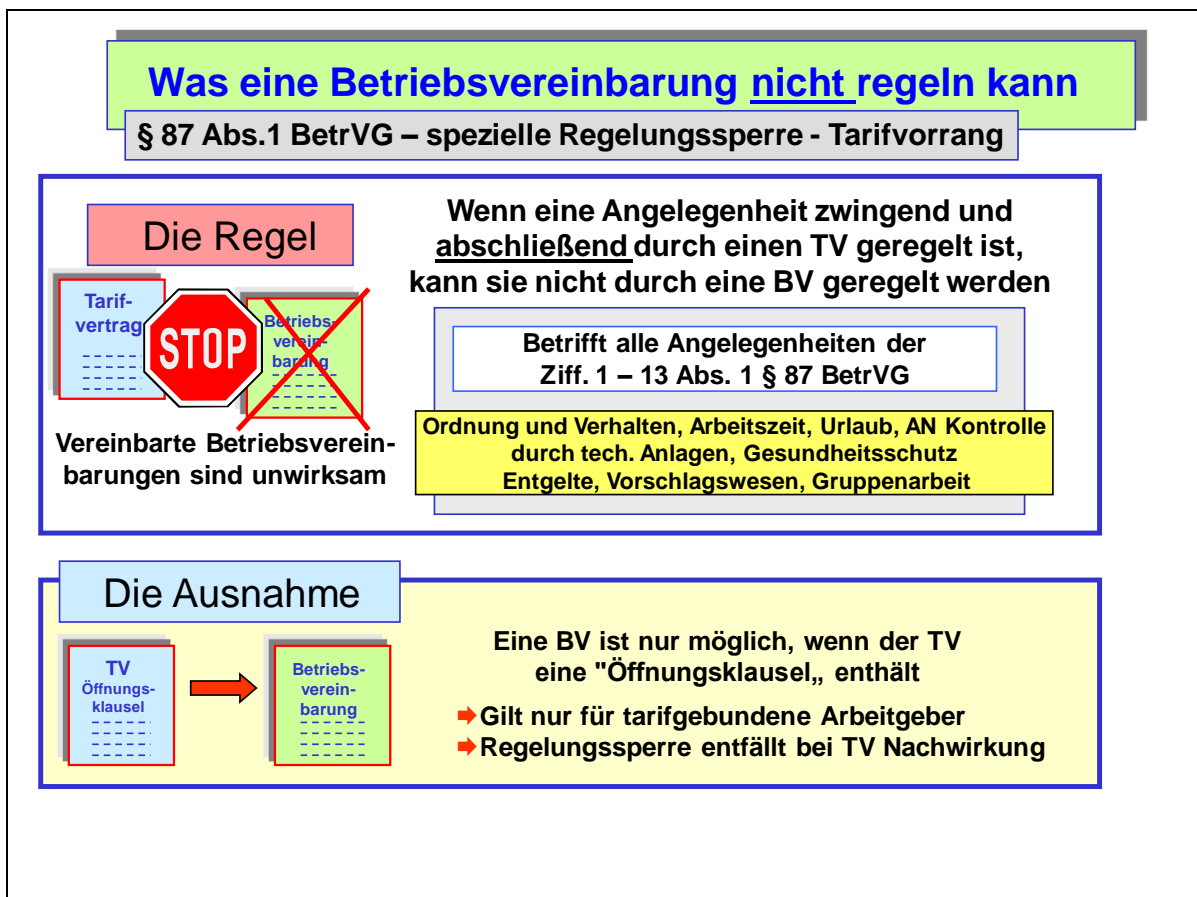 Was eine Betriebsvereinbarung nicht regeln kann
§ 87 Abs.1 BetrVG – spezielle Regelungssperre - Tarifvorrang
Die Regel
Tarif-
vertrag
STOP
Betriebs-
verein-
barung
Vereinbarte Betriebsverein-
barungen sind unwirksam
Wenn eine Angelegenheit zwingend und
abschließend durch einen TV geregelt ist,
kann sie nicht durch eine BV geregelt werden
Betrifft alle Angelegenheiten der
Ziff. 1 – 13 Abs. 1 § 87 BetrVG
Ordnung und Verhalten, Arbeitszeit, Urlaub, AN Kontrolle
durch tech. Anlagen, Gesundheitsschutz
Entgelte, Vorschlagswesen, Gruppenarbeit
Die Ausnahme
TV
Öffnungs-
klausel
Betriebs-
verein-
barung
Eine BV ist nur möglich, wenn der TV
eine "Öffnungsklausel„ enthält
Gilt nur für tarifgebundene Arbeitgeber
Regelungssperre entfällt bei TV Nachwirkung